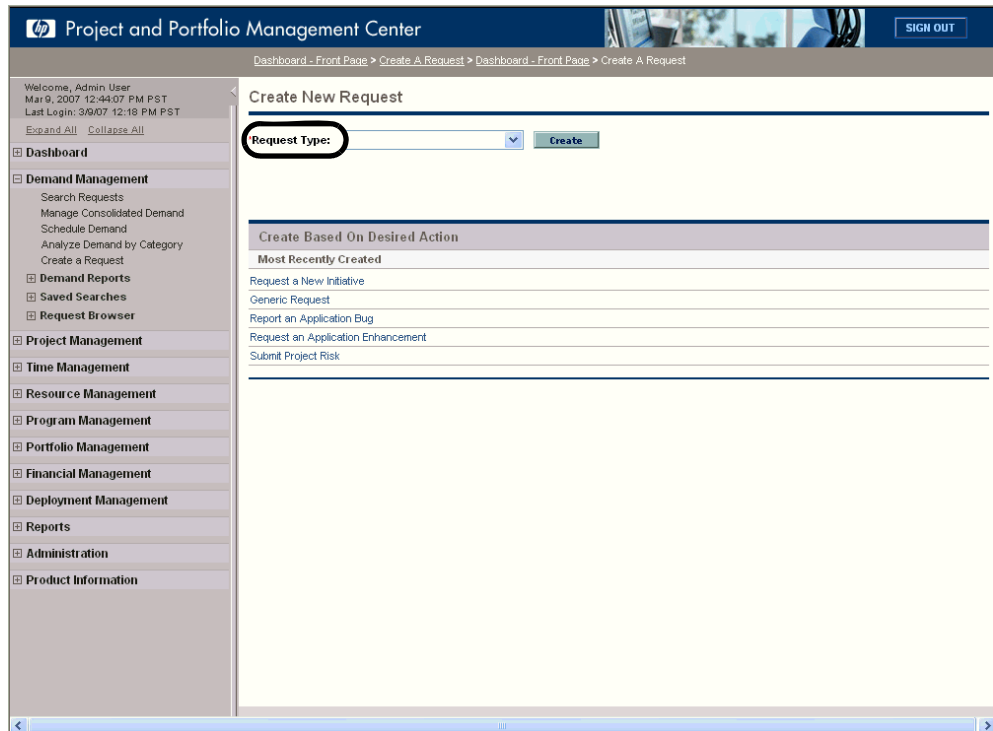 hp Project and Portfolio Management Center
SIGN OUT
Dashboard - Front Page > Create A Request > Dashboard - Front Page > Create A Request
Welcome, Admin User
Mar 9, 2007 12:44:07 PM PST
Last Login: 3/9/07 12:18 PM PST
Expand All Collapse All
Dashboard
Demand Management
Search Requests
Manage Consolidated Demand
Schedule Demand
Analyze Demand by Category
Create a Request
Demand Reports
Saved Searches
Request Browser
Project Management
Time Management
Resource Management
Program Management
Portfolio Management
Financial Management
Deployment Management
Reports
Administration
Product Information
Create New Request
*Request Type:
Create
Create Based On Desired Action
Most Recently Created
Request a New Initiative
Generic Request
Report an Application Bug
Request an Application Enhancement
Submit Project Risk